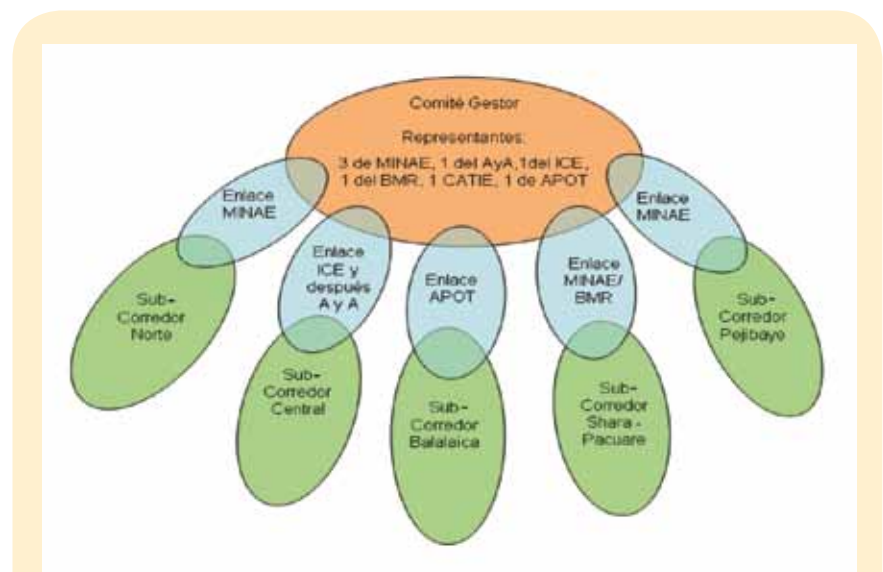 Comité Gestor
Representantes:
3 de MINAE, 1 del AyA,1del ICE,
1 del BMR, 1 CATIE, 1 de APOT
Enlace
MINAE
Enlace
ICE y
después
A y A
Enlace
APOT
Enlace
MINAE/
BMR
Enlace
MINAE
Sub-
Corredor
Norte
Sub-
Corredor
Central
Sub-
Corredor
Balalaica
Sub-
Corredor
Shara -
Pacuare
Sub-
Corredor
Pejibaye